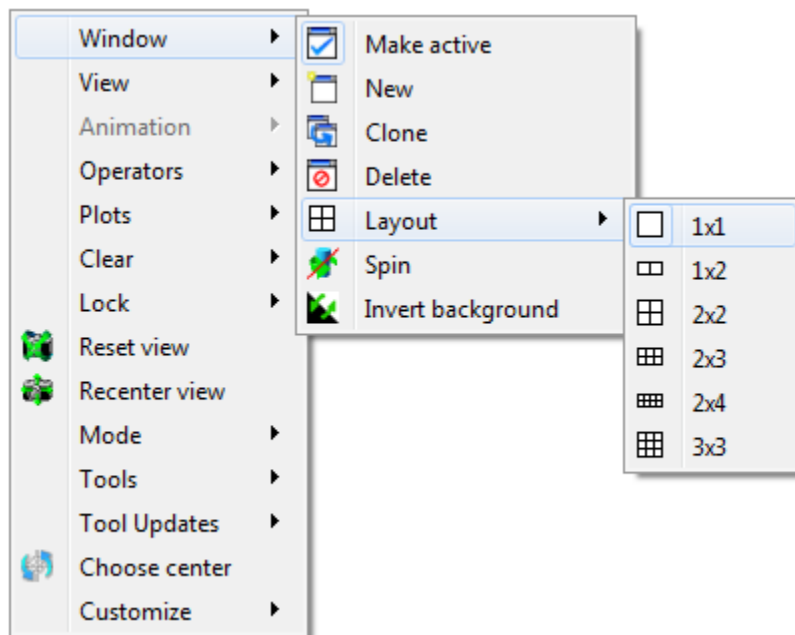 Window
View
Animation
Operators
Plots
Clear
Lock
Reset view
Recenter view
Mode
Tools
Tool Updates
Choose center
Customize
Make active
New
Clone
Delete
Layout
Spin
Invert background
1x1
1x2
2x2
2x3
2x4
3x3